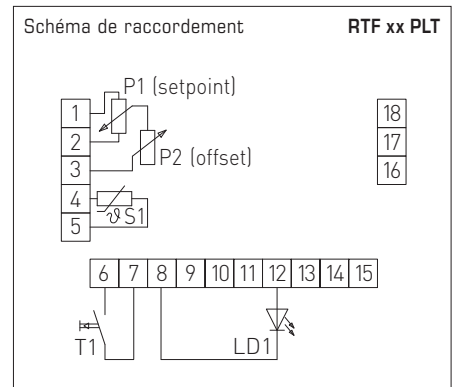 Schéma de raccordement RTF xx PLT
P1 (setpoint)
1
2
3
4
5
P2 (offset)
ϑ S1
18
17
16
6 7 8 9 10 11 12 13 14 15
T1
LD1